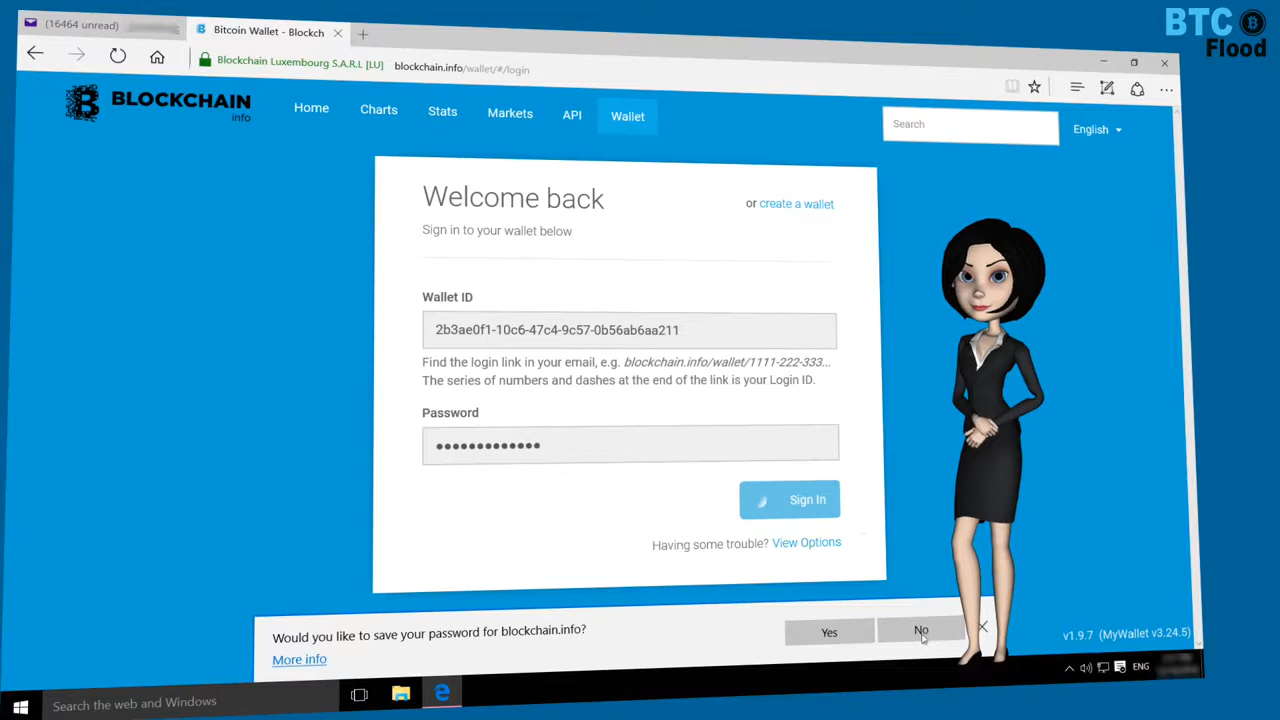 BTC
Flood
(16464 unread)
Bitcoin Wallet - Blockch
Blockchain Luxembourg S.A.R.L [LU]
blockchain.info/wallet/#/login
BLOCKCHAIN
info
Home
Charts
Stats
Markets
API
Wallet
Search
English
Welcome back
or create a wallet
Sign in to your wallet below
Wallet ID
2b3ae0f1-10c6-47c4-9c57-0b56ab6aa211
Find the login link in your email, e.g. blockchain.info/wallet/1111-222-333...
The series of numbers and dashes at the end of the link is your Login ID.
Password
•••••••••••••
Sign In
Having some trouble? View Options
Would you like to save your password for blockchain.info?
Yes
No
More info
v1.9.7 (MyWallet v3.24.5)
Search the web and Windows
ENG